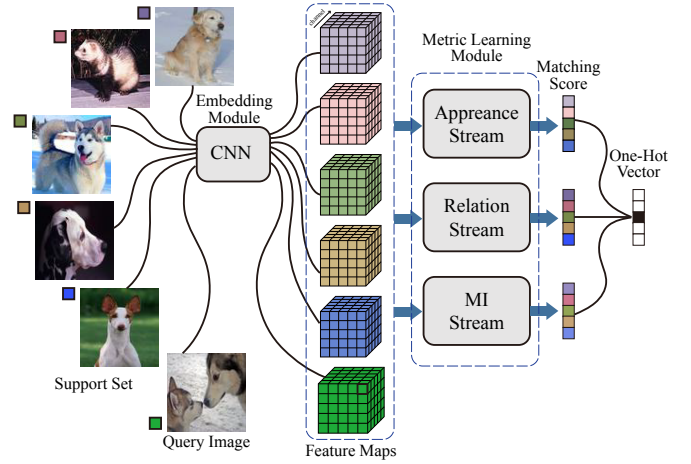 channel
Metric Learning
Module
Matching
Score
Embedding
Module
CNN
Appreance
Stream
One-Hot
Vector
Relation
Stream
MI
Stream
Support Set
Query Image
Feature Maps